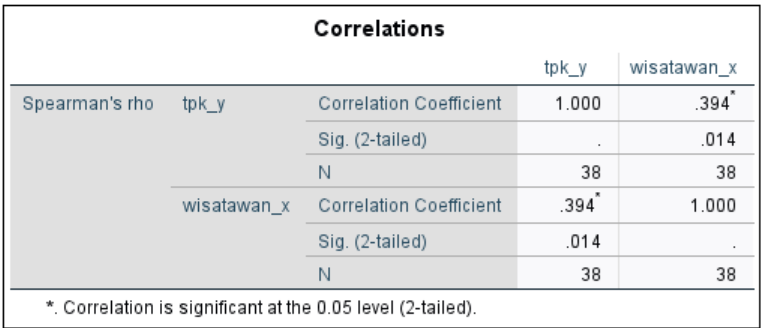 Correlations
tpk_y wisatawan_x
Spearman's rho tpk_y Correlation Coefficient 1.000 .394*
Sig. (2-tailed) . .014
N 38 38
wisatawan_x Correlation Coefficient .394* 1.000
Sig. (2-tailed) .014 .
N 38 38
*. Correlation is significant at the 0.05 level (2-tailed).